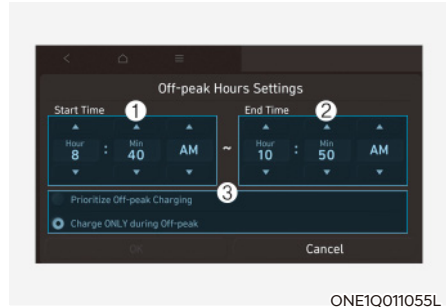 Off-peak Hours Settings
Start Time 1 End Time 2
Hour Min Hour Min
8 : 40 AM ~ 10 : 50 AM
3
Prioritize Off-peak Charging
Charge ONLY during Off-peak
OK Cancel
ONE1Q011055L